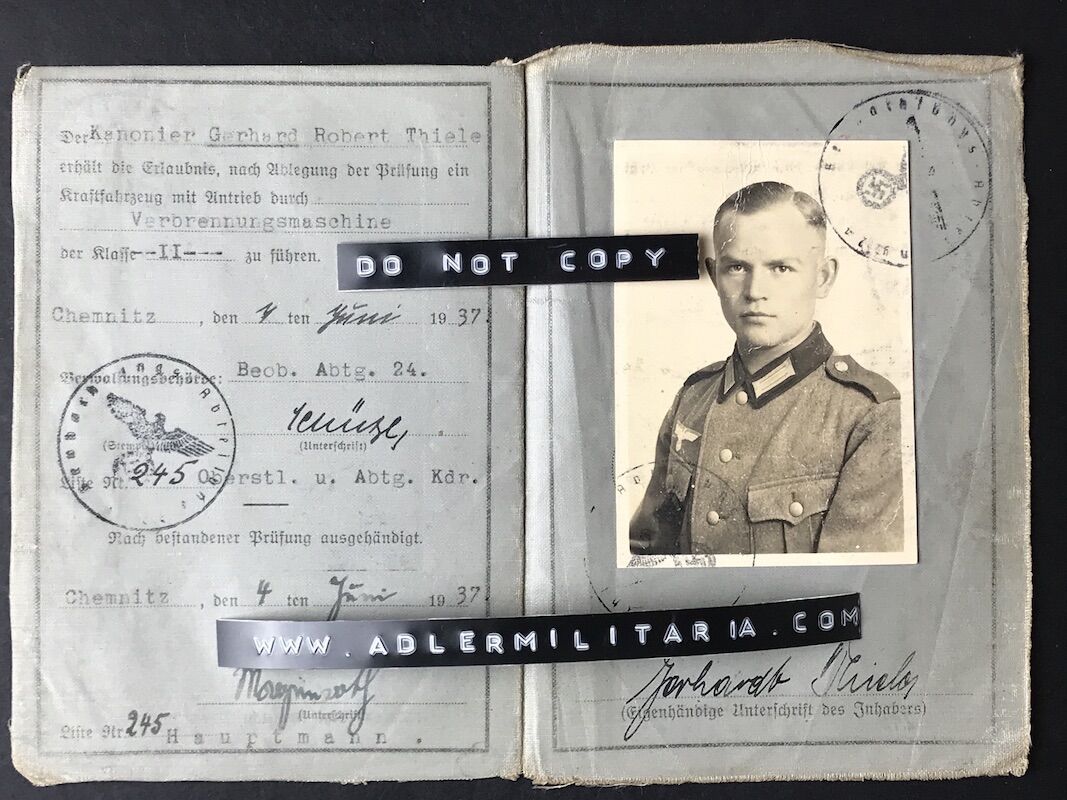 Der Kanonier Gerhard Robert Thiele
erhält die Erlaubnis, nach Ablegung der Prüfung ein
Kraftfahrzeug mit Antrieb durch
Verbrennungsmaschine
der Klasse --II---- zu führen.
Chemnitz, den 4 ten Juni 1937.
Verwaltungsbehörde: Beob. Abtg. 24.
(Unterschrift)
Liste Nr. 245 Oberstl. u. Abtg. Kdr.
Nach bestandener Prüfung ausgehändigt.
Chemnitz, den 4 ten Juni 1937.
(Unterschrift)
Liste Nr 245 Hauptmann.
DO NOT COPY
WWW.ADLERMILITARIA.COM
Gerhardt Thiele
(Eigenhändige Unterschrift des Inhabers)